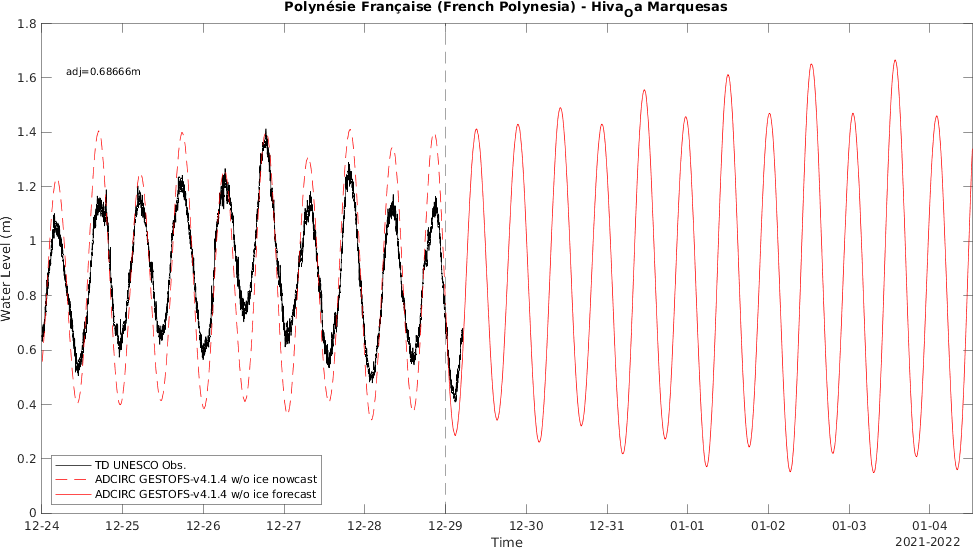 Polynésie Française (French Polynesia) - Hiva_Oa Marquesas
1.8
1.6
1.4
1.2
1
0.8
0.6
0.4
0.2
0
Water Level (m)
adj=0.68666m
TD UNESCO Obs.
ADCIRC GESTOFS-v4.1.4 w/o ice nowcast
ADCIRC GESTOFS-v4.1.4 w/o ice forecast
12-24 12-25 12-26 12-27 12-28 12-29 12-30 12-31 01-01 01-02 01-03 01-04
Time
2021-2022